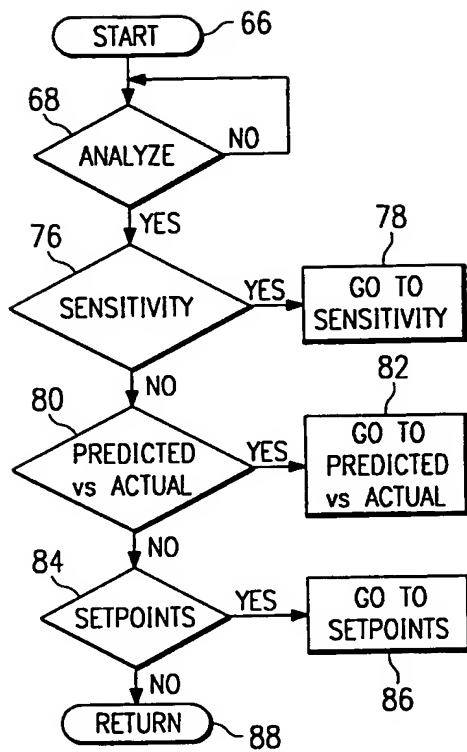 START
66
68
ANALYZE
NO
YES
76
SENSITIVITY
YES
78
GO TO
SENSITIVITY
NO
80
PREDICTED
vs ACTUAL
YES
82
GO TO
PREDICTED
vs ACTUAL
NO
84
SETPOINTS
YES
GO TO
SETPOINTS
86
NO
RETURN
88